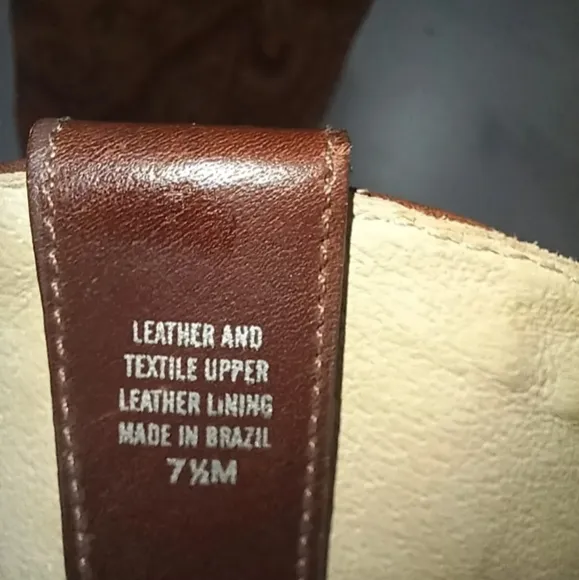 LEATHER AND
TEXTILE UPPER
LEATHER LINING
MADE IN BRAZIL
7½M